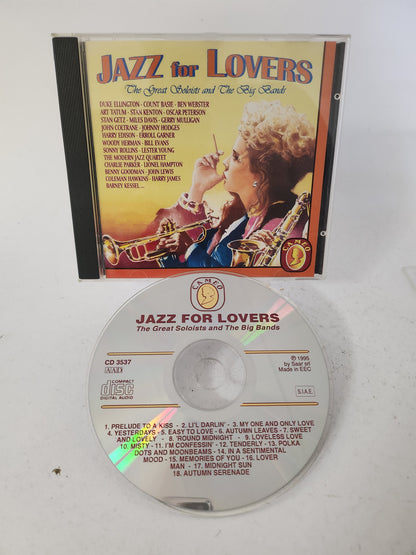 JAZZ for LOVERS
The Great Soloists and The Big Bands
DUKE ELLINGTON - COUNT BASIE - BEN WEBSTER
ART TATUM - STAN KENTON - OSCAR PETERSON
STAN GETZ - MILES DAVIS - GERRY MULLIGAN
JOHN COLTRANE - JOHNNY HODGES
HARRY EDISON - ERROLL GARNER
WOODY HERMAN - BILL EVANS
SONNY ROLLINS - LESTER YOUNG
THE MODERN JAZZ QUARTET
CHARLIE PARKER - LIONEL HAMPTON
BENNY GOODMAN - JOHN LEWIS
COLEMAN HAWKINS - HARRY JAMES
BARNEY KESSEL ...
CAMEO
CAMEO
JAZZ FOR LOVERS
The Great Soloists and The Big Bands
CD 3537
AAD
COMPACT
disc
DIGITAL AUDIO
℗ 1995
by Saar srl
Made in EEC
S.I.A.E.
1. PRELUDE TO A KISS - 2. LI'L DARLIN' - 3. MY ONE AND ONLY LOVE
4. YESTERDAYS - 5. EASY TO LOVE - 6. AUTUMN LEAVES - 7. SWEET
AND LOVELY - 8. 'ROUND MIDNIGHT - 9. LOVELESS LOVE
10. MISTY - 11. I'M CONFESSIN' - 12. TENDERLY - 13. POLKA
DOTS AND MOONBEAMS - 14. IN A SENTIMENTAL
MOOD - 15. MEMORIES OF YOU - 16. LOVER
MAN - 17. MIDNIGHT SUN
18. AUTUMN SERENADE